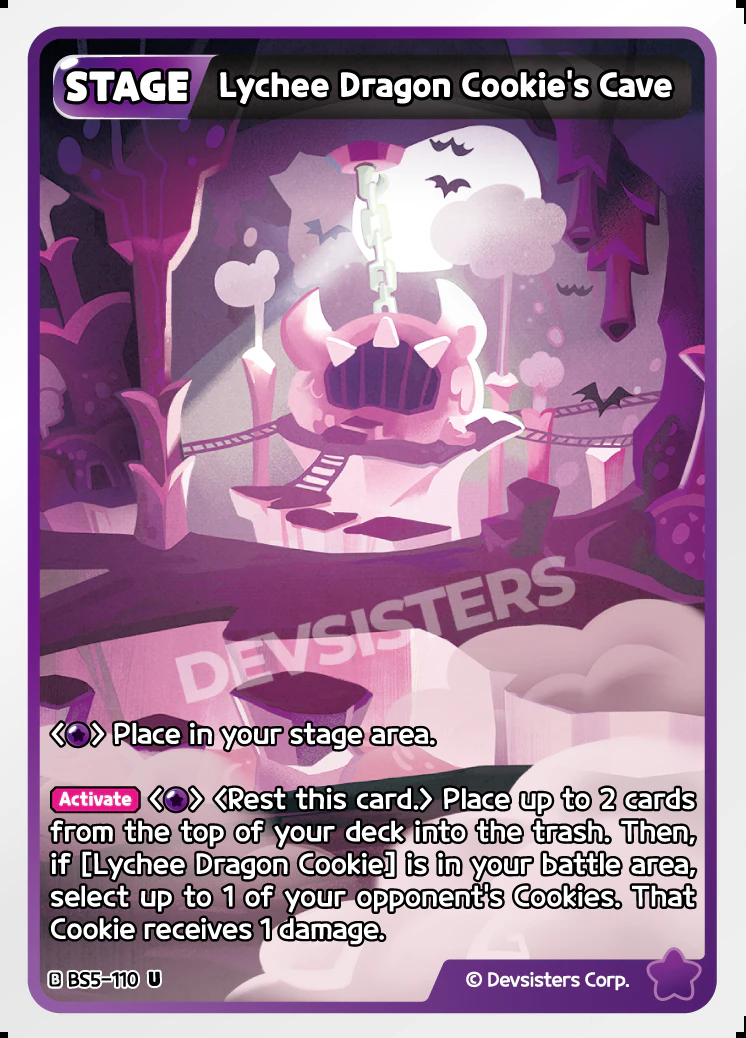 STAGE Lychee Dragon Cookie's Cave
DEVSISTERS
<★> Place in your stage area.
Activate <★> <Rest this card.> Place up to 2 cards
from the top of your deck into the trash. Then,
if [Lychee Dragon Cookie] is in your battle area,
select up to 1 of your opponent's Cookies. That
Cookie receives 1 damage.
B BS5-110 U © Devsisters Corp.